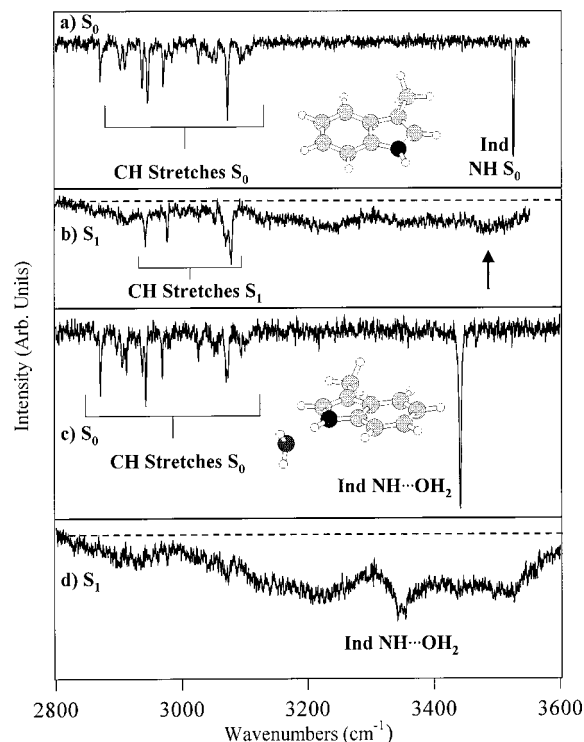 a) S₀
CH Stretches S₀
Ind
NH S₀
b) S₁
CH Stretches S₁
c) S₀
CH Stretches S₀
Ind NH···OH₂
d) S₁
Ind NH···OH₂
Intensity (Arb. Units)
2800 3000 3200 3400 3600
Wavenumbers (cm⁻¹)